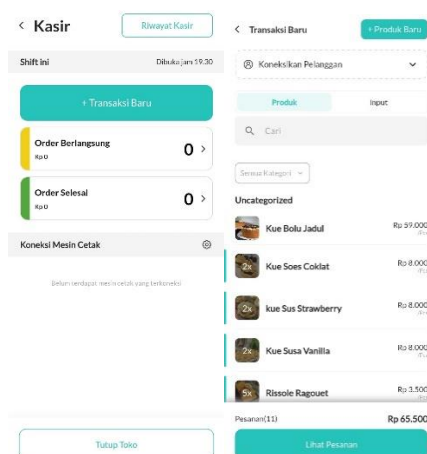 Kasir
Riwayat Kasir
Shift ini
Dibuka jam 19.30
+ Transaksi Baru
Order Berlangsung
Rp 0
0
Order Selesai
Rp 0
0
Koneksi Mesin Cetak
Belum terdapat mesin cetak yang terkoneksi
Tutup Toko
Transaksi Baru
+ Produk Baru
Koneksikan Pelanggan
Produk
Input
Cari
Semua Kategori
Uncategorized
Kue Bolu Jadul
Rp 59.000
2x
Kue Soes Coklat
Rp 8.000
2x
kue Sus Strawberry
Rp 8.000
2x
Kue Susa Vanilla
Rp 8.000
5x
Rissole Ragouet
Rp 3.500
Pesanan(11)
Rp 65.500
Lihat Pesanan